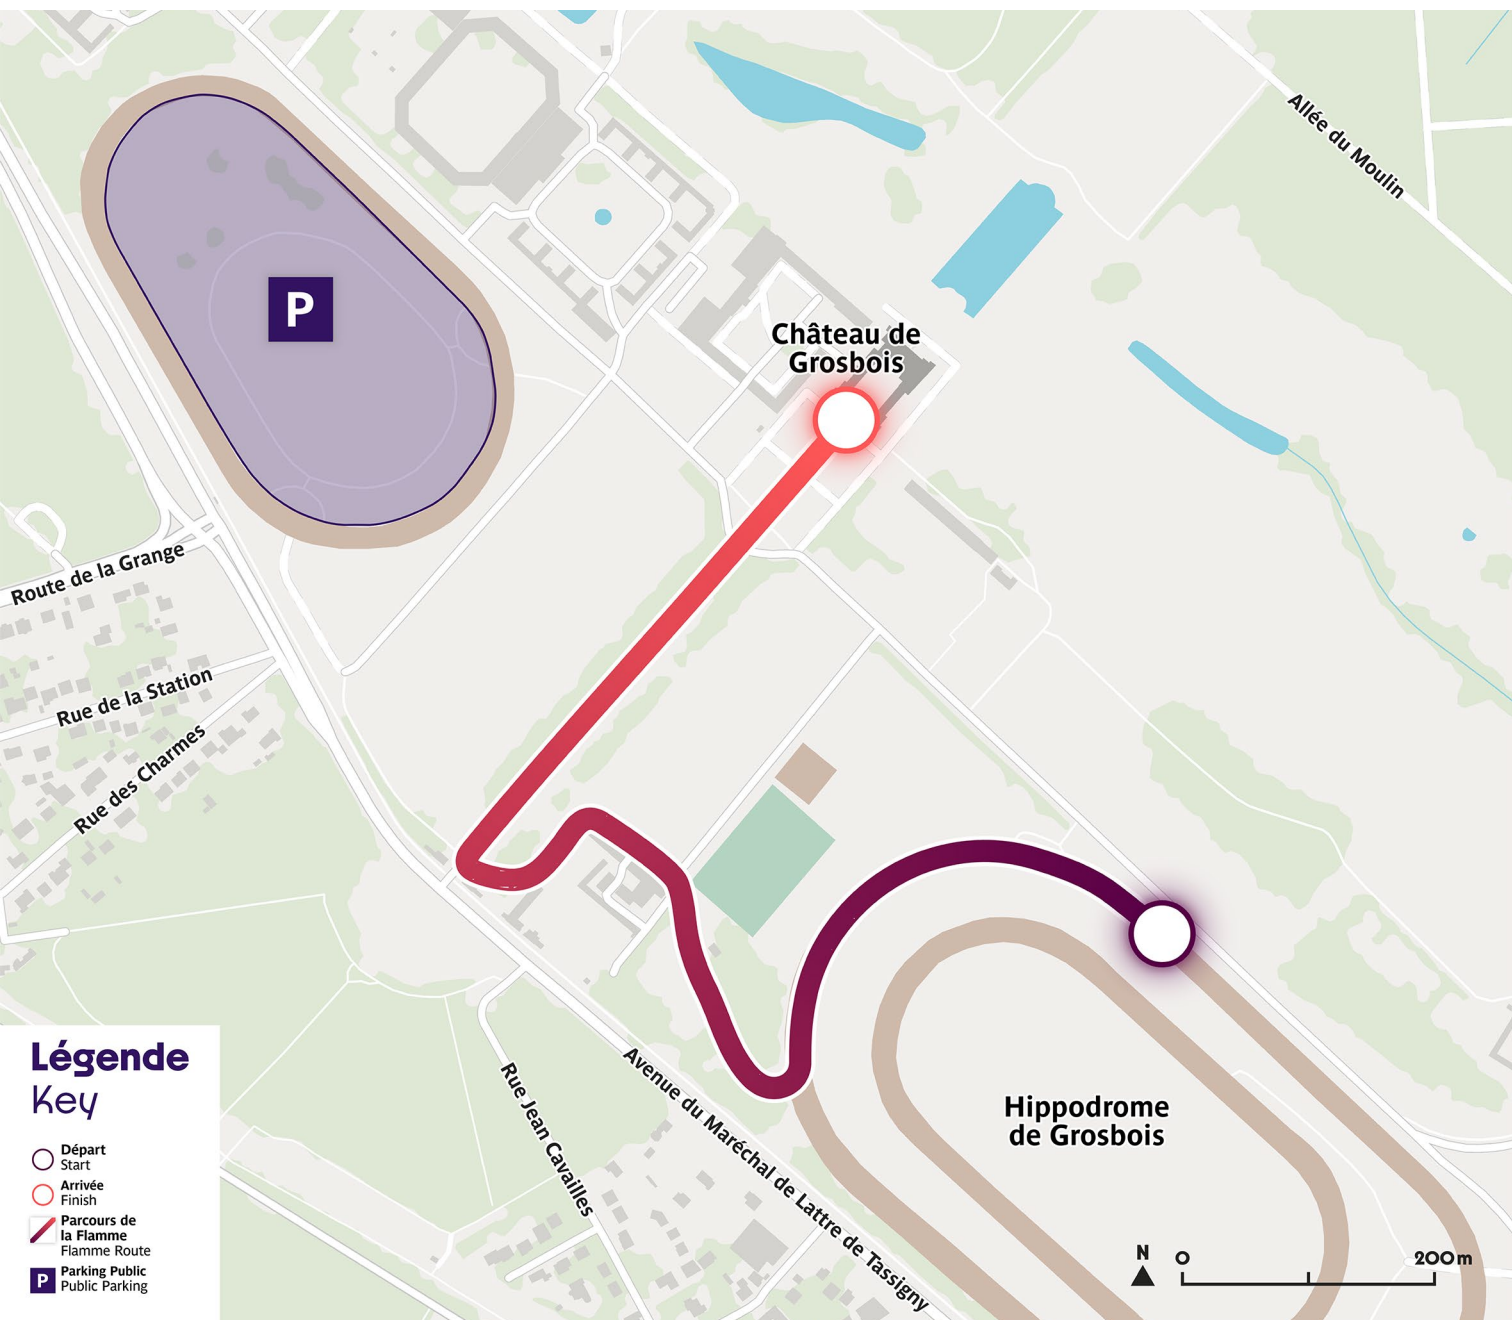 Allée du Moulin
P
Château de
Grosbois
Route de la Grange
Rue de la Station
Rue des Charmes
Rue Jean Cavailles
Avenue du Maréchal de Lattre de Tassigny
Hippodrome
de Grosbois
N
0
200m
Légende
Key
Départ
Start
Arrivée
Finish
Parcours de
la Flamme
Flamme Route
P
Parking Public
Public Parking